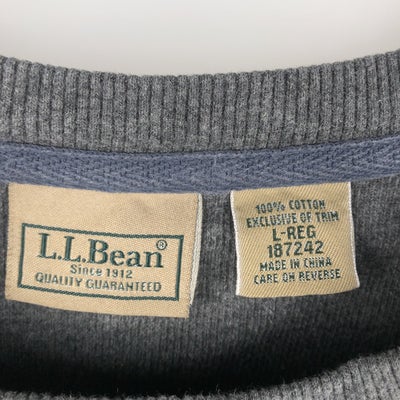 L.L.Bean®
Since 1912
QUALITY GUARANTEED
100% COTTON
EXCLUSIVE OF TRIM
L-REG
187242
MADE IN CHINA
CARE ON REVERSE